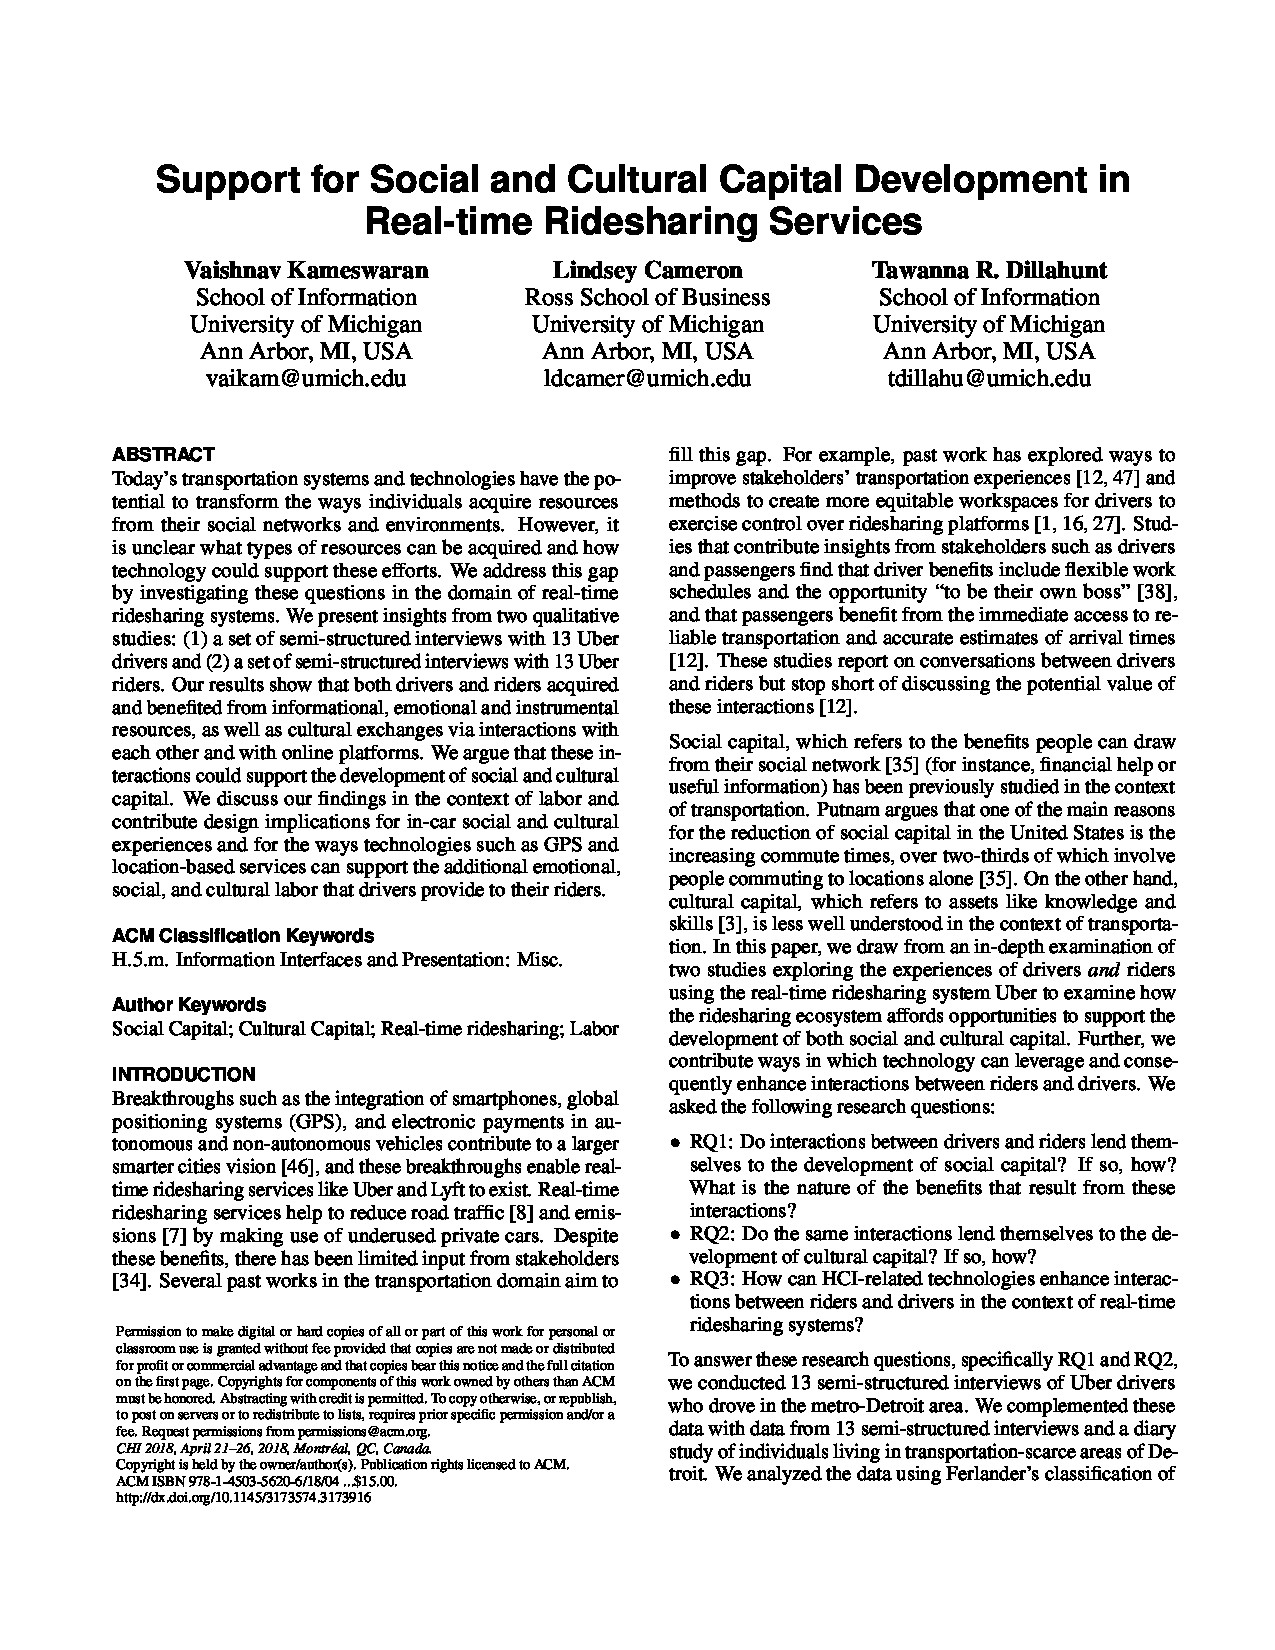 Support for Social and Cultural Capital Development in
Real-time Ridesharing Services
Vaishnav Kameswaran
School of Information
University of Michigan
Ann Arbor, MI, USA
vaikam@umich.edu
Lindsey Cameron
Ross School of Business
University of Michigan
Ann Arbor, MI, USA
ldcamer@umich.edu
Tawanna R. Dillahunt
School of Information
University of Michigan
Ann Arbor, MI, USA
tdillahu@umich.edu
ABSTRACT
Today's transportation systems and technologies have the po-
tential to transform the ways individuals acquire resources
from their social networks and environments. However, it
is unclear what types of resources can be acquired and how
technology could support these efforts. We address this gap
by investigating these questions in the domain of real-time
ridesharing systems. We present insights from two qualitative
studies: (1) a set of semi-structured interviews with 13 Uber
drivers and (2) a set of semi-structured interviews with 13 Uber
riders. Our results show that both drivers and riders acquired
and benefited from informational, emotional and instrumental
resources, as well as cultural exchanges via interactions with
each other and with online platforms. We argue that these in-
teractions could support the development of social and cultural
capital. We discuss our findings in the context of labor and
contribute design implications for in-car social and cultural
experiences and for the ways technologies such as GPS and
location-based services can support the additional emotional,
social, and cultural labor that drivers provide to their riders.
ACM Classification Keywords
H.5.m. Information Interfaces and Presentation: Misc.
Author Keywords
Social Capital; Cultural Capital; Real-time ridesharing; Labor
INTRODUCTION
Breakthroughs such as the integration of smartphones, global
positioning systems (GPS), and electronic payments in au-
tonomous and non-autonomous vehicles contribute to a larger
smarter cities vision [46], and these breakthroughs enable real-
time ridesharing services like Uber and Lyft to exist. Real-time
ridesharing services help to reduce road traffic [8] and emis-
sions [7] by making use of underused private cars. Despite
these benefits, there has been limited input from stakeholders
[34]. Several past works in the transportation domain aim to
Permission to make digital or hard copies of all or part of this work for personal or
classroom use is granted without fee provided that copies are not made or distributed
for profit or commercial advantage and that copies bear this notice and the full citation
on the first page. Copyrights for components of this work owned by others than ACM
must be honored. Abstracting with credit is permitted. To copy otherwise, or republish,
to post on servers or to redistribute to lists, requires prior specific permission and/or a
fee. Request permissions from permissions@acm.org.
CHI 2018, April 21–26, 2018, Montréal, QC, Canada.
Copyright is held by the owner/author(s). Publication rights licensed to ACM.
ACM ISBN 978-1-4503-5620-6/18/04 ...$15.00.
http://dx.doi.org/10.1145/3173574.3173916
fill this gap. For example, past work has explored ways to
improve stakeholders' transportation experiences [12, 47] and
methods to create more equitable workspaces for drivers to
exercise control over ridesharing platforms [1, 16, 27]. Stud-
ies that contribute insights from stakeholders such as drivers
and passengers find that driver benefits include flexible work
schedules and the opportunity “to be their own boss” [38],
and that passengers benefit from the immediate access to re-
liable transportation and accurate estimates of arrival times
[12]. These studies report on conversations between drivers
and riders but stop short of discussing the potential value of
these interactions [12].
Social capital, which refers to the benefits people can draw
from their social network [35] (for instance, financial help or
useful information) has been previously studied in the context
of transportation. Putnam argues that one of the main reasons
for the reduction of social capital in the United States is the
increasing commute times, over two-thirds of which involve
people commuting to locations alone [35]. On the other hand,
cultural capital, which refers to assets like knowledge and
skills [3], is less well understood in the context of transporta-
tion. In this paper, we draw from an in-depth examination of
two studies exploring the experiences of drivers and riders
using the real-time ridesharing system Uber to examine how
the ridesharing ecosystem affords opportunities to support the
development of both social and cultural capital. Further, we
contribute ways in which technology can leverage and conse-
quently enhance interactions between riders and drivers. We
asked the following research questions:
• RQ1: Do interactions between drivers and riders lend them-
selves to the development of social capital? If so, how?
What is the nature of the benefits that result from these
interactions?
• RQ2: Do the same interactions lend themselves to the de-
velopment of cultural capital? If so, how?
• RQ3: How can HCI-related technologies enhance interac-
tions between riders and drivers in the context of real-time
ridesharing systems?
To answer these research questions, specifically RQ1 and RQ2,
we conducted 13 semi-structured interviews of Uber drivers
who drove in the metro-Detroit area. We complemented these
data with data from 13 semi-structured interviews and a diary
study of individuals living in transportation-scarce areas of De-
troit. We analyzed the data using Ferlander's classification of